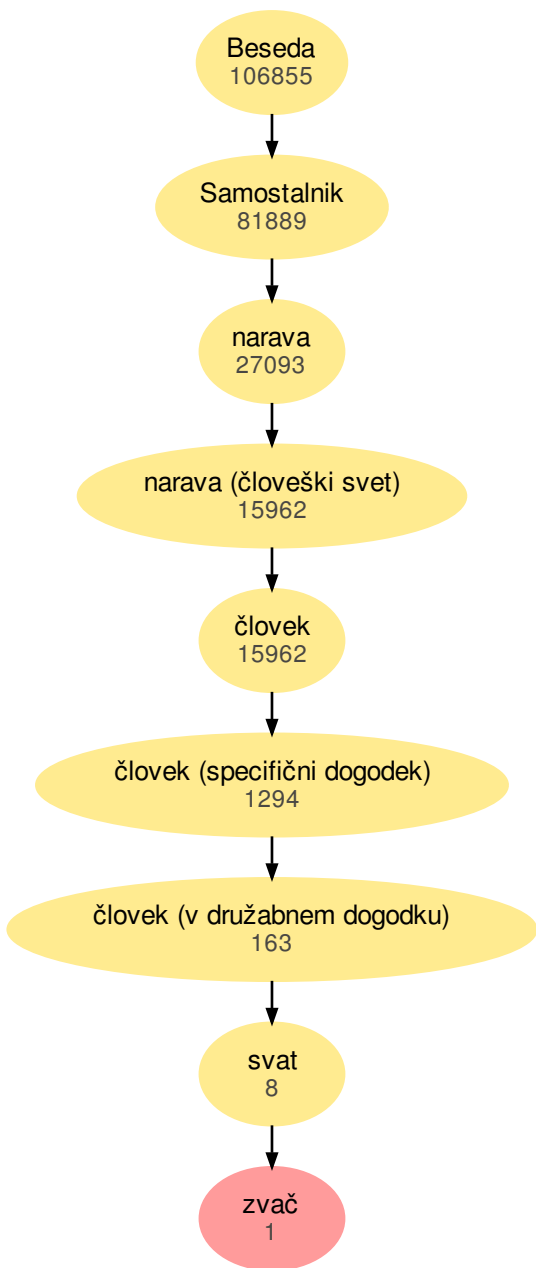 Beseda
106855
Samostalnik
81889
narava
27093
narava (človeški svet)
15962
človek
15962
človek (specifični dogodek)
1294
človek (v družabnem dogodku)
163
svat
8
zvač
1